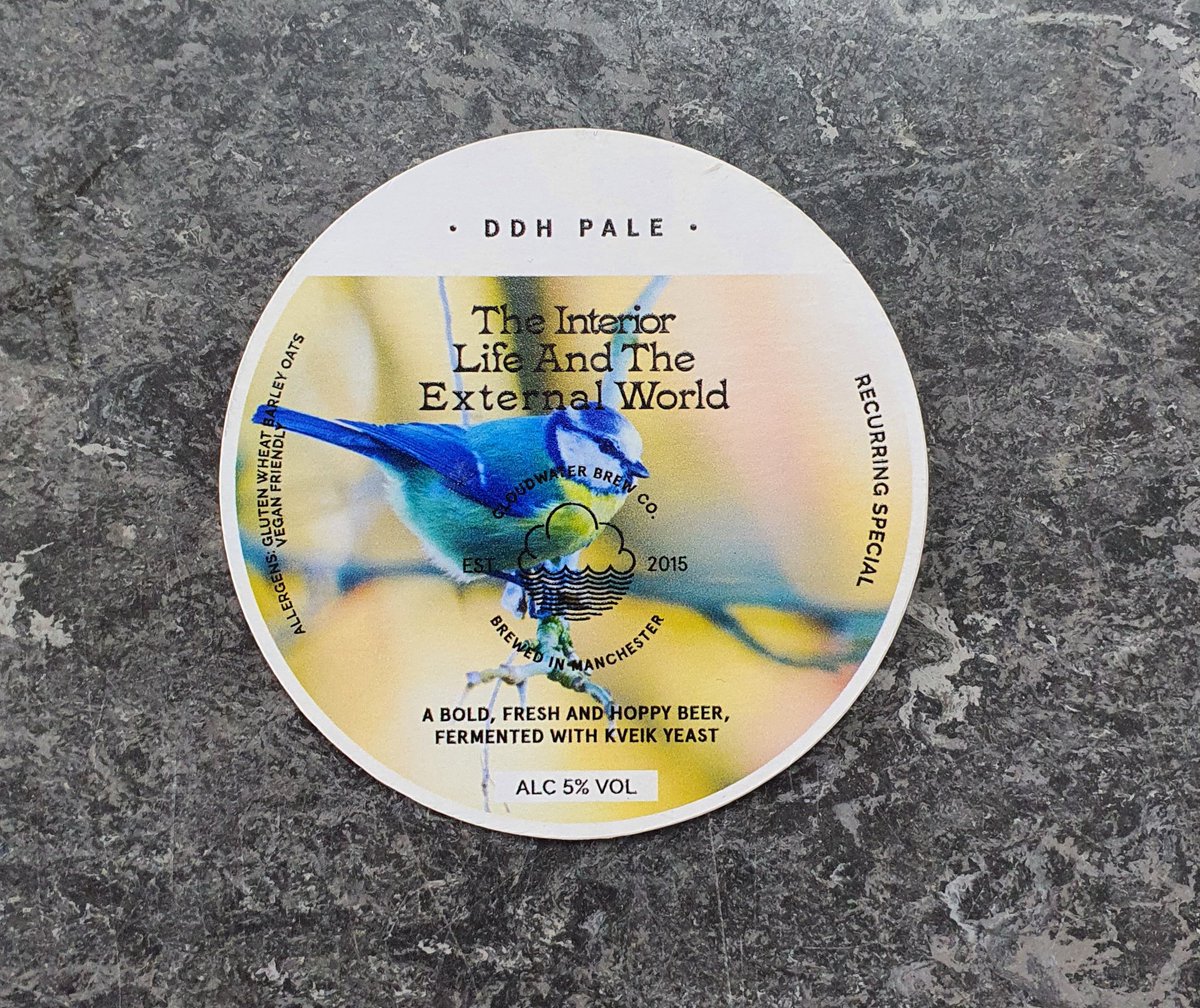 • DDH PALE •
The Interior
Life And The
External World
ALLERGENS: GLUTEN WHEAT BARLEY OATS
VEGAN FRIENDLY
RECURRING SPECIAL
CLOUDWATER BREW CO.
EST. 2015
BREWED IN MANCHESTER
A BOLD, FRESH AND HOPPY BEER,
FERMENTED WITH KVEIK YEAST
ALC 5% VOL